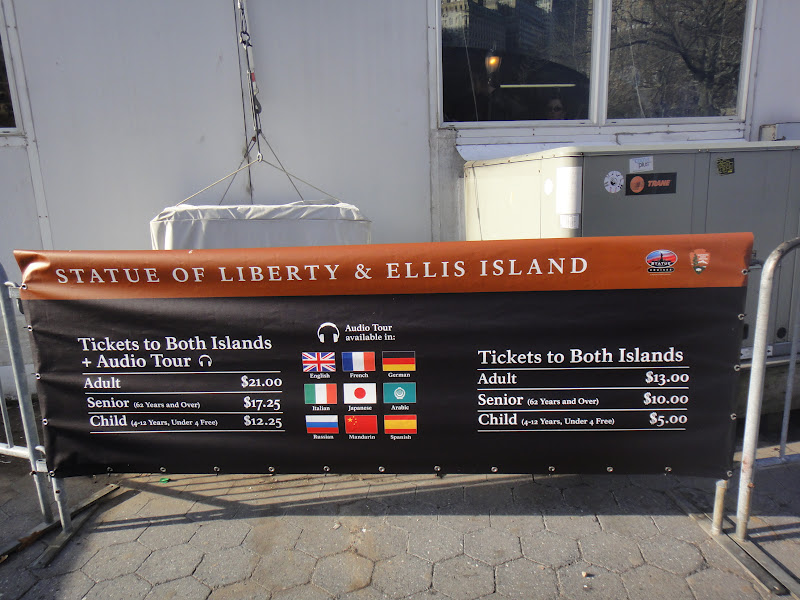 TRANE
STATUE OF LIBERTY & ELLIS ISLAND
STATUE
CRUISES
Tickets to Both Islands
+ Audio Tour
Adult $21.00
Senior (62 Years and Over) $17.25
Child (4-12 Years, Under 4 Free) $12.25
Audio Tour
available in:
English French German
Italian Japanese Arabic
Russian Mandarin Spanish
Tickets to Both Islands
Adult $13.00
Senior (62 Years and Over) $10.00
Child (4-12 Years, Under 4 Free) $5.00